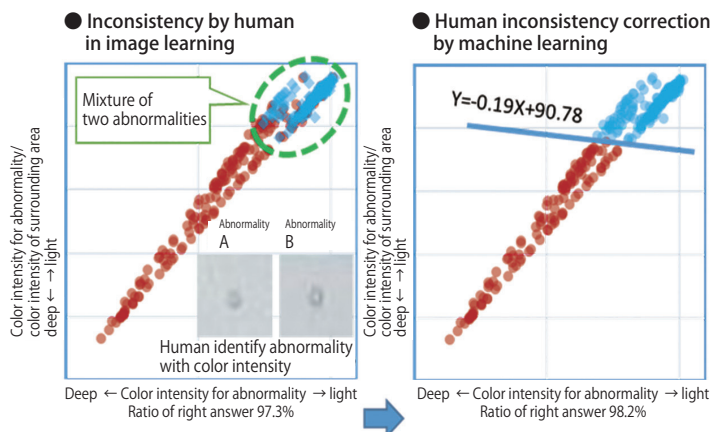 ● Inconsistency by human
in image learning
Mixture of
two abnormalities
Color intensity for abnormality/
color intensity of surrounding area
deep ← → light
Abnormality
A
Abnormality
B
Human identify abnormality
with color intensity
Deep ← Color intensity for abnormality → light
Ratio of right answer 97.3%
● Human inconsistency correction
by machine learning
Y=-0.19X+90.78
Color intensity for abnormality/
color intensity of surrounding area
deep ← → light
Deep ← Color intensity for abnormality → light
Ratio of right answer 98.2%